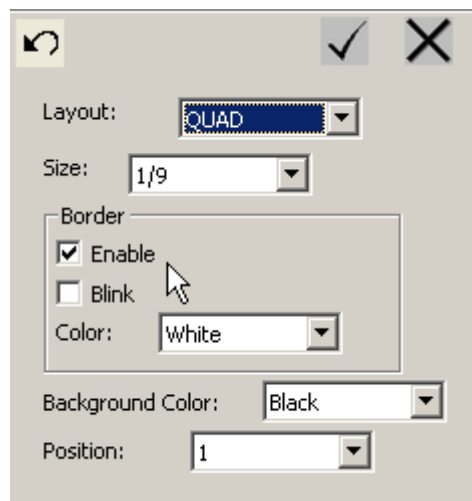 Layout: QUAD
Size: 1/9
Border
Enable
Blink
Color: White
Background Color: Black
Position: 1